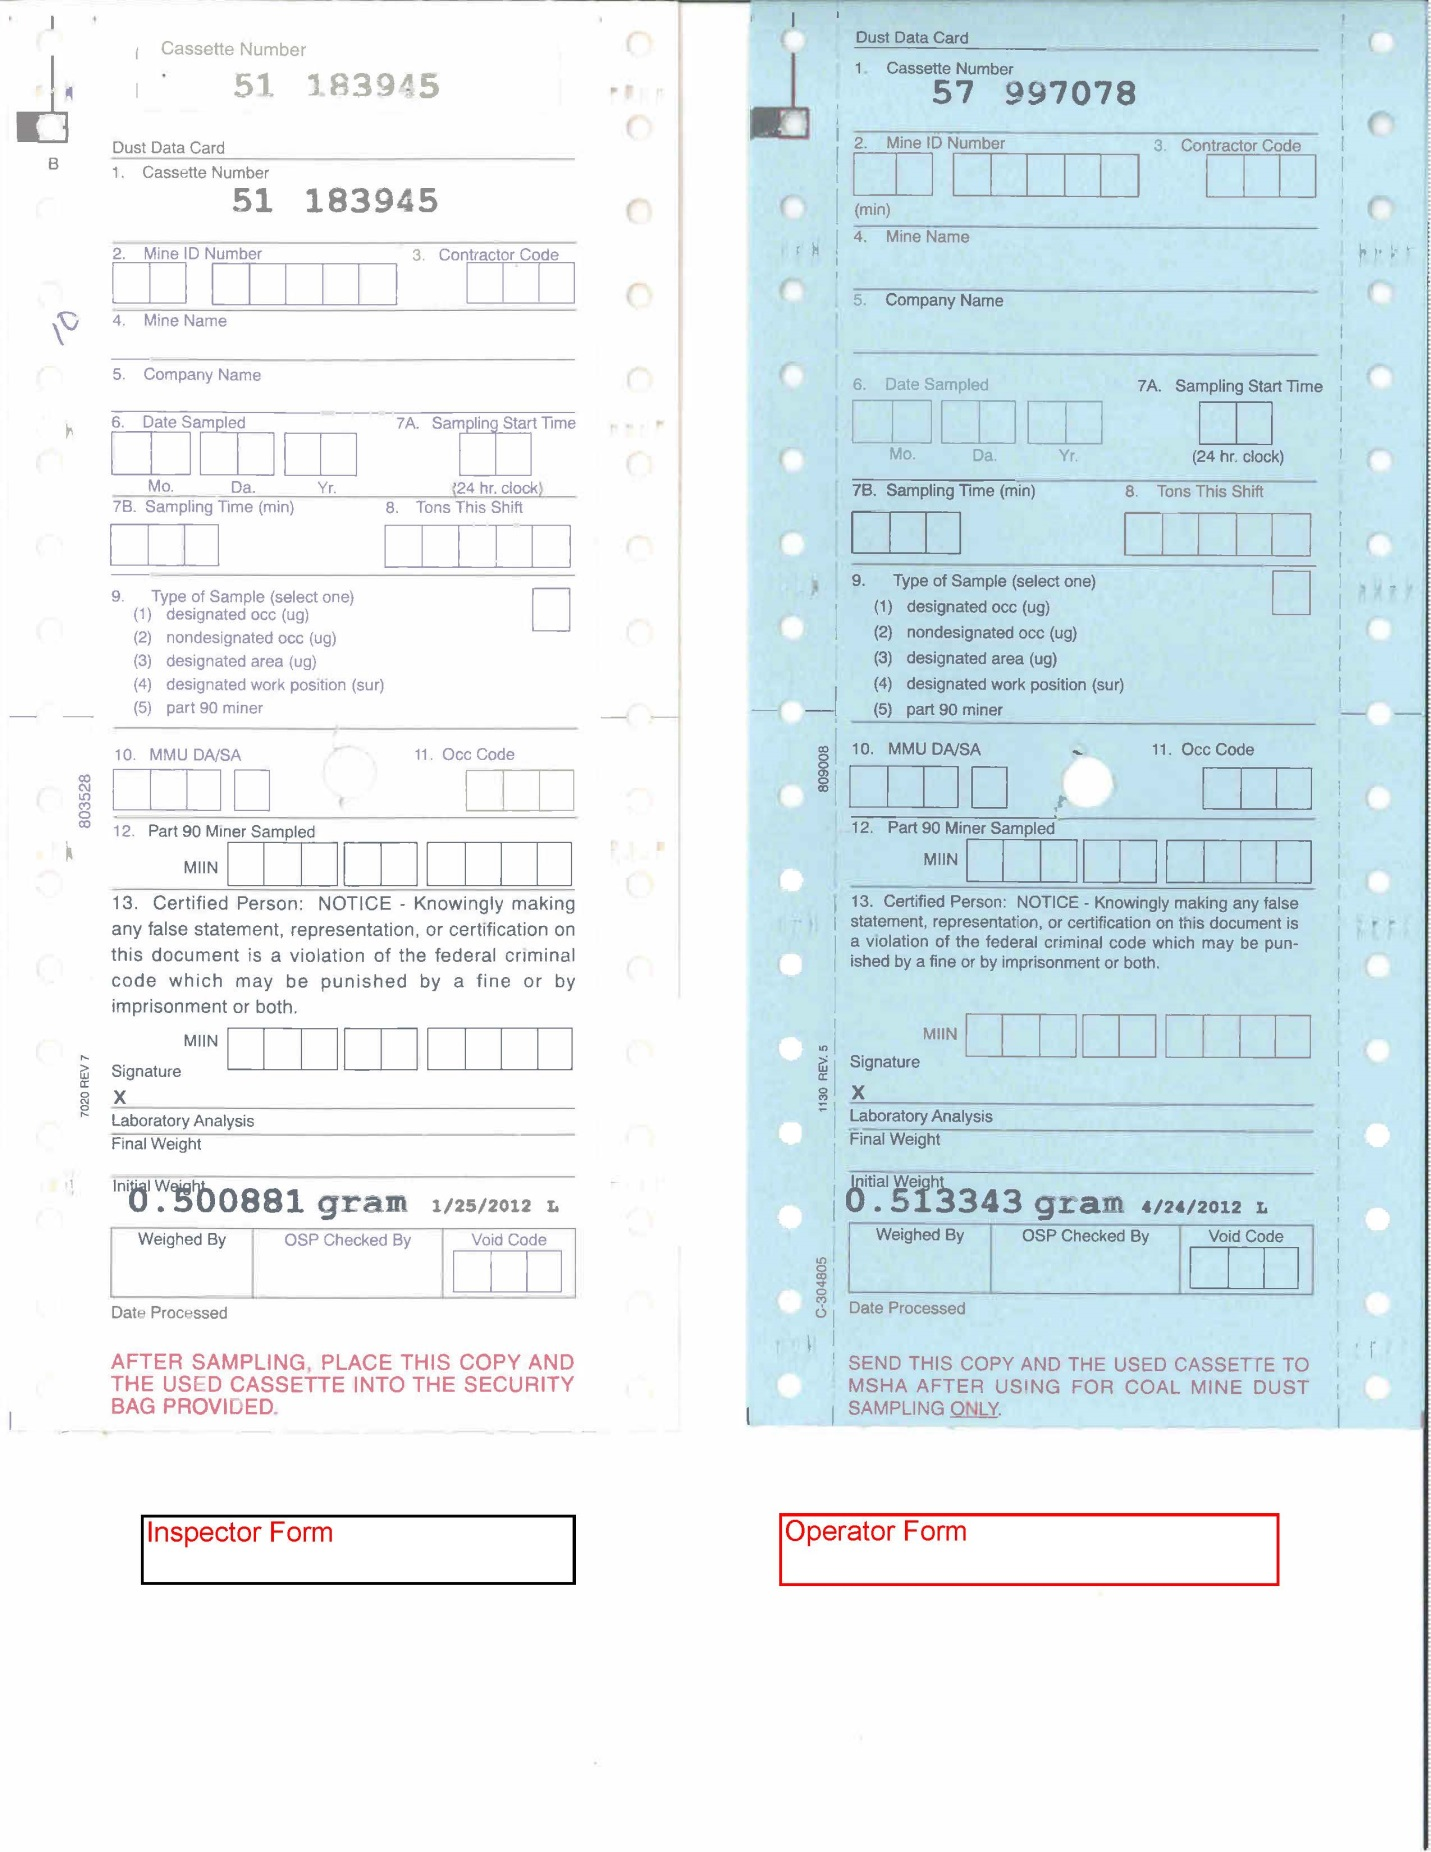 Cassette Number
51 183945
B
Dust Data Card
1. Cassette Number
51 183945
2. Mine ID Number 3. Contractor Code
10
4. Mine Name
5. Company Name
6. Date Sampled 7A. Sampling Start Time
Mo. Da. Yr. (24 hr. clock)
7B. Sampling Time (min) 8. Tons This Shift
9. Type of Sample (select one)
(1) designated occ (ug)
(2) nondesignated occ (ug)
(3) designated area (ug)
(4) designated work position (sur)
(5) part 90 miner
10. MMU DA/SA 11. Occ Code
803528
12. Part 90 Miner Sampled
MIIN
13. Certified Person: NOTICE - Knowingly making
any false statement, representation, or certification on
this document is a violation of the federal criminal
code which may be punished by a fine or by
imprisonment or both.
MIIN
7020 REV 7
Signature
X
Laboratory Analysis
Final Weight
Initial Weight
0.500881 gram 1/25/2012 L
Weighed By OSP Checked By Void Code
Date Processed
AFTER SAMPLING, PLACE THIS COPY AND
THE USED CASSETTE INTO THE SECURITY
BAG PROVIDED.
Inspector Form
Dust Data Card
1. Cassette Number
57 997078
2. Mine ID Number 3. Contractor Code
(min)
4. Mine Name
5. Company Name
6. Date Sampled 7A. Sampling Start Time
Mo. Da. Yr. (24 hr. clock)
7B. Sampling Time (min) 8. Tons This Shift
9. Type of Sample (select one)
(1) designated occ (ug)
(2) nondesignated occ (ug)
(3) designated area (ug)
(4) designated work position (sur)
(5) part 90 miner
809008
10. MMU DA/SA 11. Occ Code
12. Part 90 Miner Sampled
MIIN
13. Certified Person: NOTICE - Knowingly making any false
statement, representation, or certification on this document is
a violation of the federal criminal code which may be pun-
ished by a fine or by imprisonment or both.
MIIN
1130 REV. 5
Signature
X
Laboratory Analysis
Final Weight
Initial Weight
0.513343 gram 4/24/2012 L
Weighed By OSP Checked By Void Code
C-304805
Date Processed
SEND THIS COPY AND THE USED CASSETTE TO
MSHA AFTER USING FOR COAL MINE DUST
SAMPLING ONLY.
Operator Form